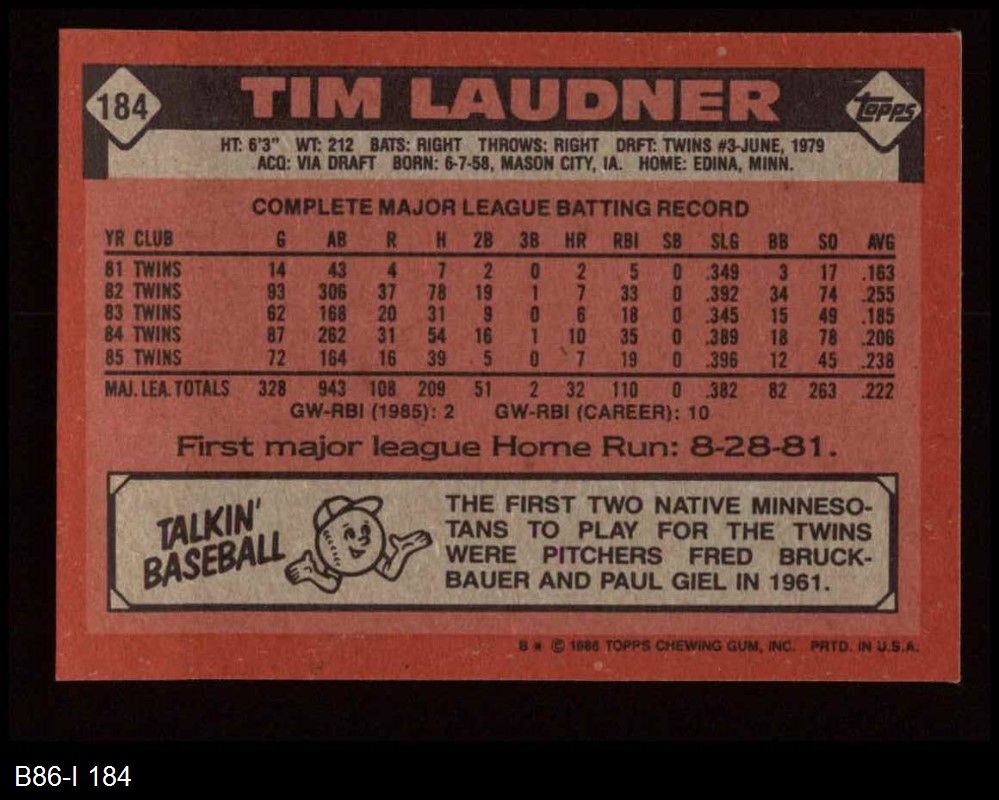 184 TIM LAUDNER Topps
HT: 6'3" WT: 212 BATS: RIGHT THROWS: RIGHT DRFT: TWINS #3-JUNE, 1979
ACQ: VIA DRAFT BORN: 6-7-58, MASON CITY, IA. HOME: EDINA, MINN.
COMPLETE MAJOR LEAGUE BATTING RECORD
YR CLUB G AB R H 2B 3B HR RBI SB SLG BB SO AVG
81 TWINS 14 43 4 7 2 0 2 5 0 .349 3 17 .163
82 TWINS 93 306 37 78 19 1 7 33 0 .392 34 74 .255
83 TWINS 62 168 20 31 9 0 6 18 0 .345 15 49 .185
84 TWINS 87 262 31 54 16 1 10 35 0 .389 18 78 .206
85 TWINS 72 164 16 39 5 0 7 19 0 .396 12 45 .238
MAJ. LEA. TOTALS 328 943 108 209 51 2 32 110 0 .382 82 263 .222
GW-RBI (1985): 2 GW-RBI (CAREER): 10
First major league Home Run: 8-28-81.
TALKIN'
BASEBALL
THE FIRST TWO NATIVE MINNESO-
TANS TO PLAY FOR THE TWINS
WERE PITCHERS FRED BRUCK-
BAUER AND PAUL GIEL IN 1961.
B * © 1986 TOPPS CHEWING GUM, INC. PRTD. IN U.S.A.
B86-I 184